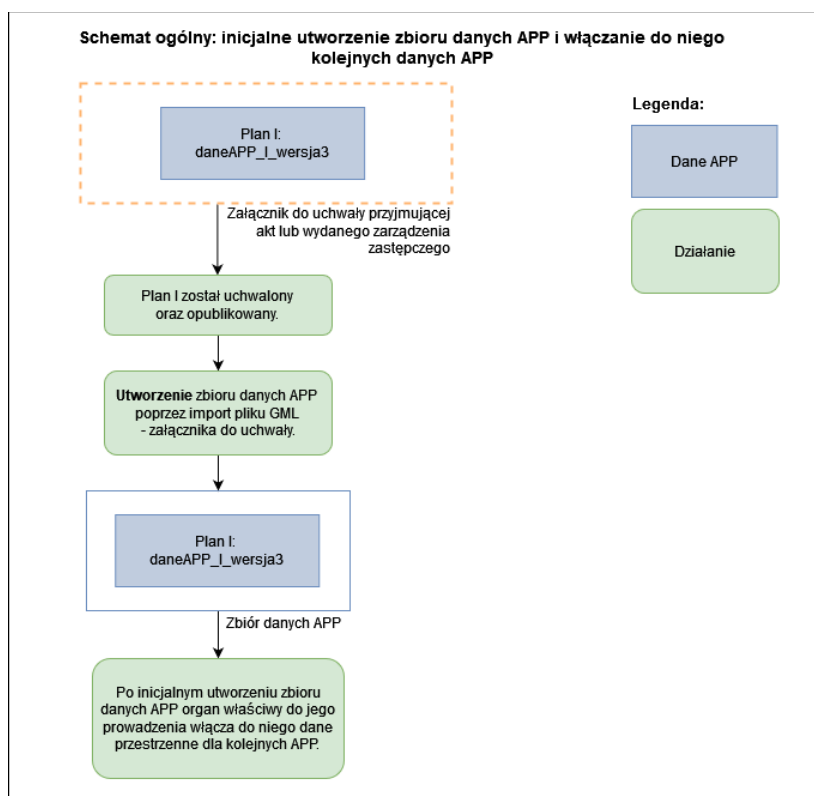 Schemat ogólny: inicjalne utworzenie zbioru danych APP i włączanie do niego
kolejnych danych APP
Plan I:
daneAPP_I_wersja3
Załącznik do uchwały przyjmującej
akt lub wydanego zarządzenia
zastępczego
Plan I został uchwalony
oraz opublikowany.
Utworzenie zbioru danych APP
poprzez import pliku GML
- załącznika do uchwały.
Plan I:
daneAPP_I_wersja3
Zbiór danych APP
Po inicjalnym utworzeniu zbioru
danych APP organ właściwy do jego
prowadzenia włącza do niego dane
przestrzenne dla kolejnych APP.
Legenda:
Dane APP
Działanie